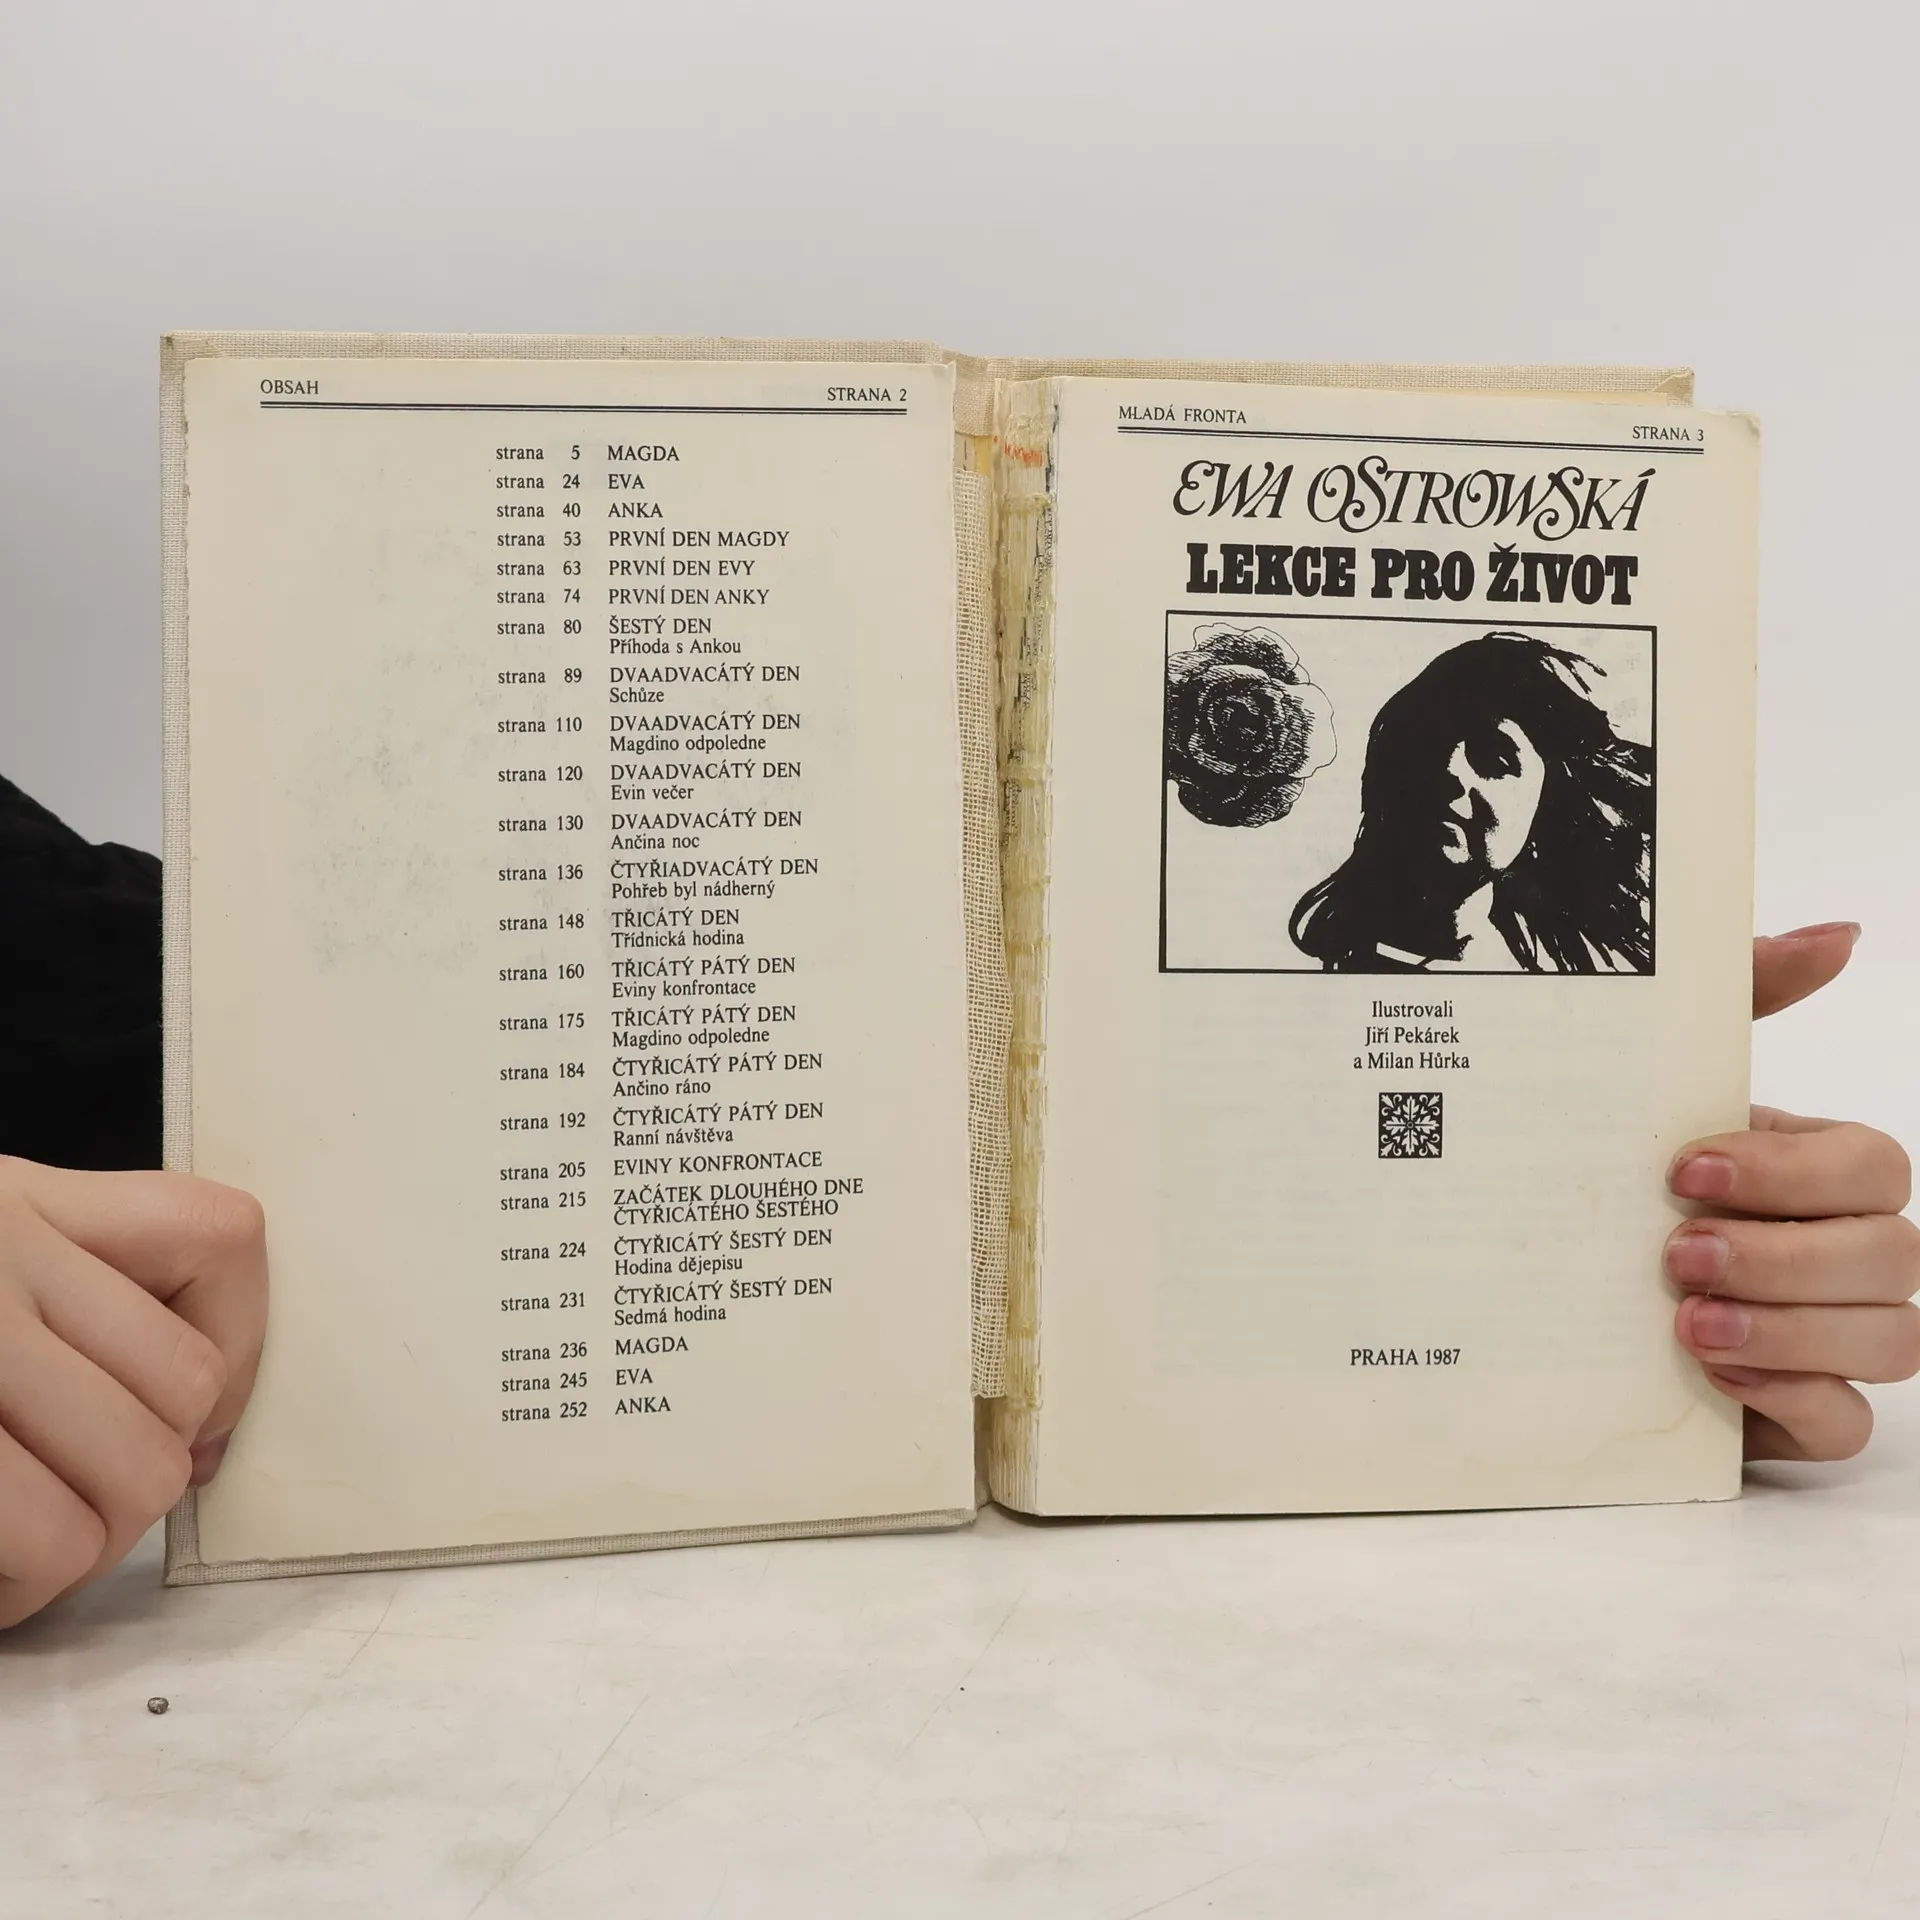 OBSAH STRANA 2
strana 5 MAGDA
strana 24 EVA
strana 40 ANKA
strana 53 PRVNÍ DEN MAGDY
strana 63 PRVNÍ DEN EVY
strana 74 PRVNÍ DEN ANKY
strana 80 ŠESTÝ DEN
Příhoda s Ankou
strana 89 DVAADVACÁTÝ DEN
Schůze
strana 110 DVAADVACÁTÝ DEN
Magdino odpoledne
strana 120 DVAADVACÁTÝ DEN
Evin večer
strana 130 DVAADVACÁTÝ DEN
Ančina noc
strana 136 ČTYŘIADVACÁTÝ DEN
Pohřeb byl nádherný
strana 148 TŘICÁTÝ DEN
Třídnická hodina
strana 160 TŘICÁTÝ PÁTÝ DEN
Eviny konfrontace
strana 175 TŘICÁTÝ PÁTÝ DEN
Magdino odpoledne
strana 184 ČTYŘICÁTÝ PÁTÝ DEN
Ančino ráno
strana 192 ČTYŘICÁTÝ PÁTÝ DEN
Ranní návštěva
strana 205 EVINY KONFRONTACE
strana 215 ZAČÁTEK DLOUHÉHO DNE
ČTYŘICÁTÉHO ŠESTÉHO
strana 224 ČTYŘICÁTÝ ŠESTÝ DEN
Hodina dějepisu
strana 231 ČTYŘICÁTÝ ŠESTÝ DEN
Sedmá hodina
strana 236 MAGDA
strana 245 EVA
strana 252 ANKA
MLADÁ FRONTA STRANA 3
EWA OSTROWSKÁ
LEKCE PRO ŽIVOT
Ilustrovali
Jiří Pekárek
a Milan Hůrka
PRAHA 1987